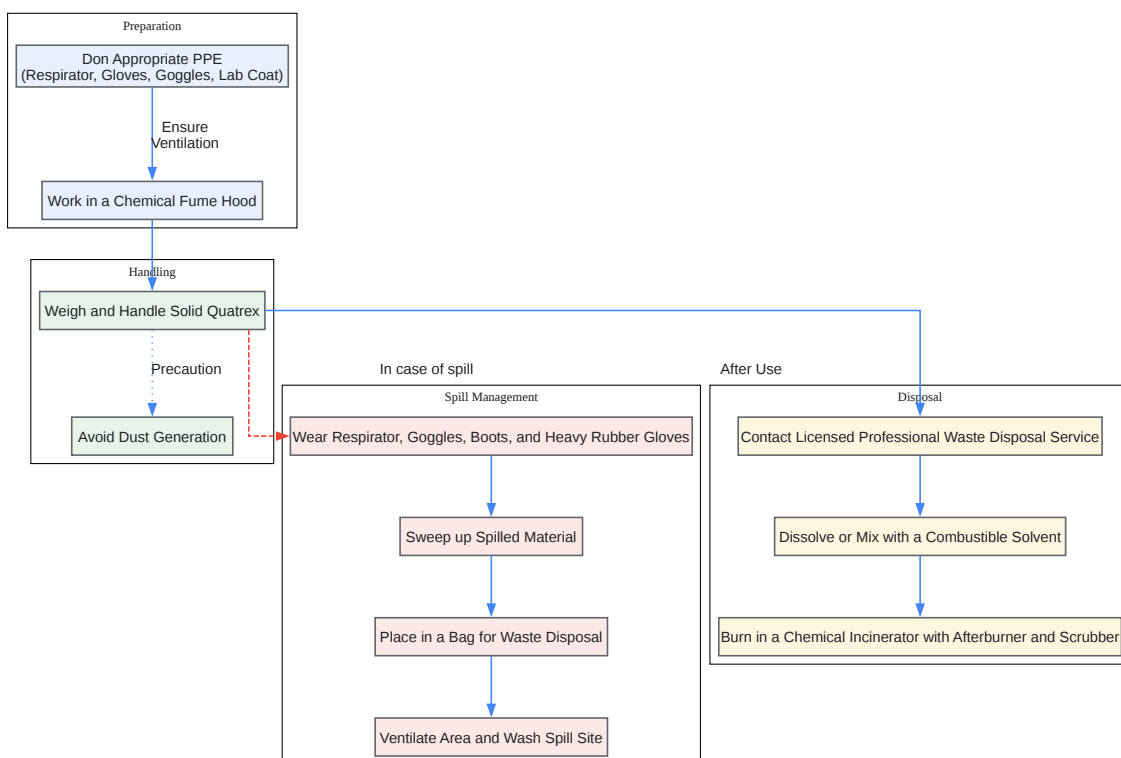 Preparation
Don Appropriate PPE
(Respirator, Gloves, Goggles, Lab Coat)
Ensure
Ventilation
Work in a Chemical Fume Hood
Handling
Weigh and Handle Solid Quatrex
Precaution
Avoid Dust Generation
In case of spill
Spill Management
Wear Respirator, Goggles, Boots, and Heavy Rubber Gloves
Sweep up Spilled Material
Place in a Bag for Waste Disposal
Ventilate Area and Wash Spill Site
After Use
Disposal
Contact Licensed Professional Waste Disposal Service
Dissolve or Mix with a Combustible Solvent
Burn in a Chemical Incinerator with Afterburner and Scrubber